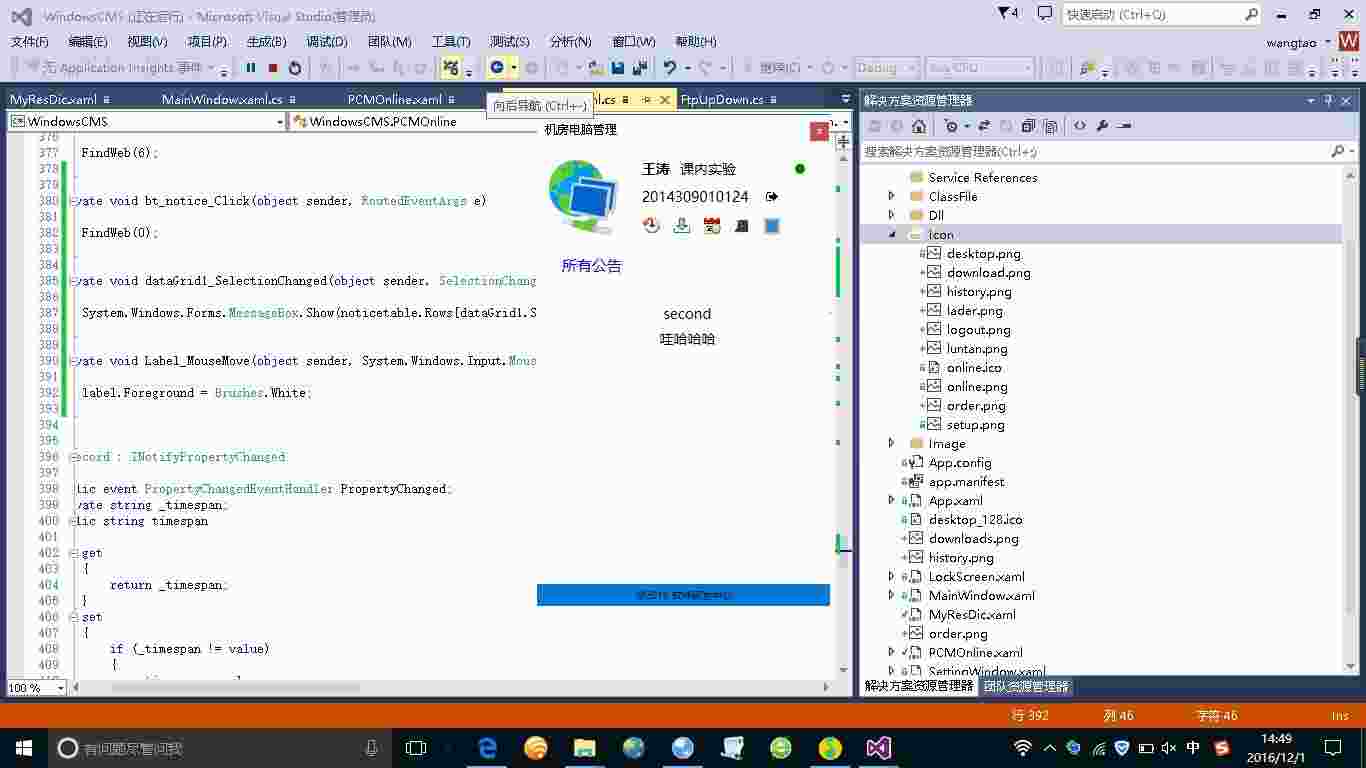 WindowsCMS (正在运行) - Microsoft Visual Studio(管理员)
4
快速启动 (Ctrl+Q)
文件(F) 编辑(E) 视图(V) 项目(P) 生成(B) 调试(D) 团队(M) 工具(T) 测试(S) 分析(N) 窗口(W) 帮助(H)
wangtao
W
无 Application Insights 事件
继续(C)
Debug
Any CPU
MyResDic.xaml
MainWindow.xaml.cs
PCMOnline.xaml
ml.cs
FtpUpDown.cs
向后导航 (Ctrl+-)
WindowsCMS
WindowsCMS.PCMOnline
376
377 FindWeb(6);
378
379
380 vate void bt_notice_Click(object sender, RoutedEventArgs e)
381
382 FindWeb(0);
383
384
385 vate void dataGrid1_SelectionChanged(object sender, SelectionChang
386
387 System.Windows.Forms.MessageBox.Show(noticetable.Rows[dataGrid1.S
388
389
390 vate void Label_MouseMove(object sender, System.Windows.Input.Mous
391
392 label.Foreground = Brushes.White;
393
394
395
396 ecord : INotifyPropertyChanged
397
398 lic event PropertyChangedEventHandler PropertyChanged;
399 vate string _timespan;
400 lic string timespan
401
402 get
403 {
404 return _timespan;
405 }
406 set
407 {
408 if (_timespan != value)
409 {
100 %
机房电脑管理
王涛 课内实验
2014309010124
所有公告
second
哇哈哈哈
解决方案资源管理器
搜索解决方案资源管理器(Ctrl+;)
Service References
ClassFile
Dll
Icon
desktop.png
download.png
history.png
lader.png
logout.png
luntan.png
online.ico
online.png
order.png
setup.png
Image
App.config
app.manifest
App.xaml
desktop_128.ico
downloads.png
history.png
LockScreen.xaml
MainWindow.xaml
MyResDic.xaml
order.png
PCMOnline.xaml
SettingWindow.xaml
解决方案资源管理器 团队资源管理器
行 392 列 46 字符 46 Ins
有问题尽管问我
中
14:49
2016/12/1